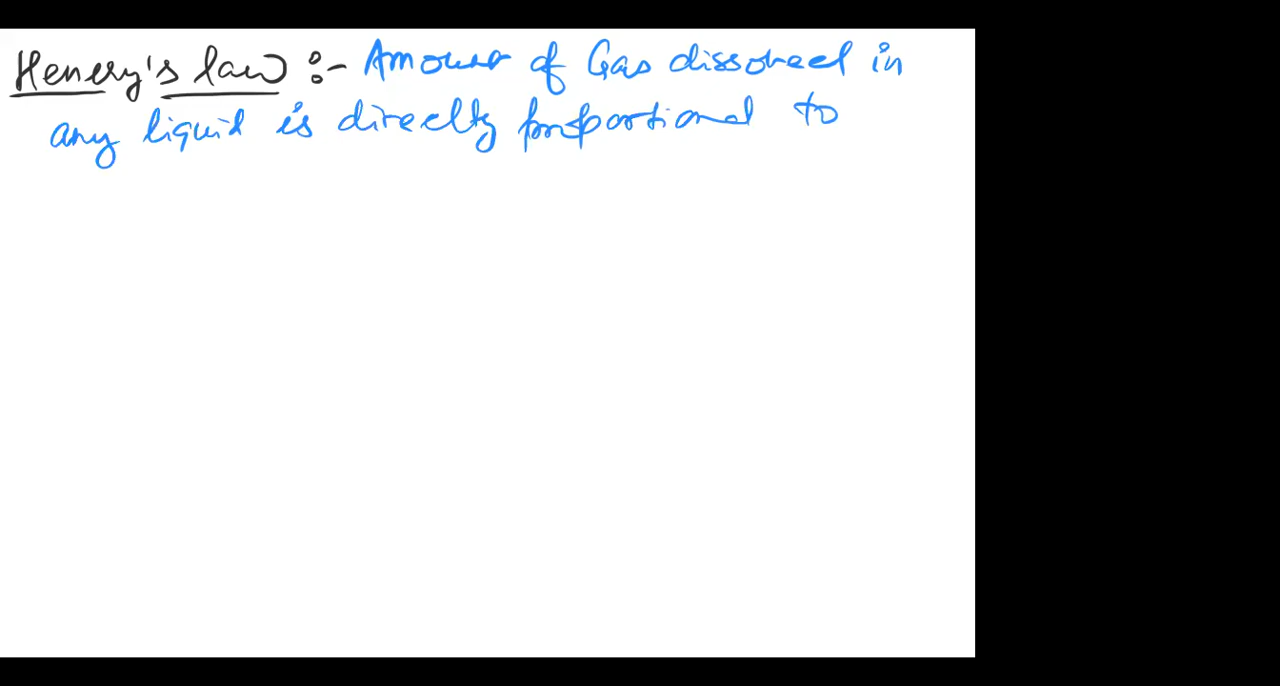 Henery's law :- Amount of Gas dissolved in
any liquid is directly proportional to